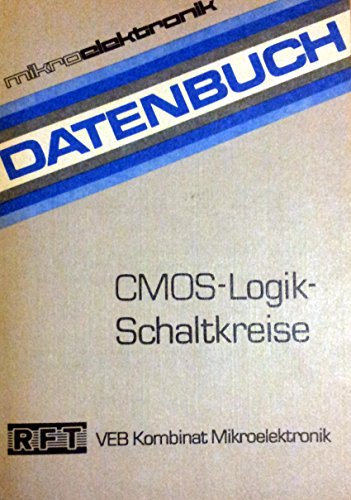 mikroelektronik
DATENBUCH
CMOS-Logik-
Schaltkreise
RFT VEB Kombinat Mikroelektronik